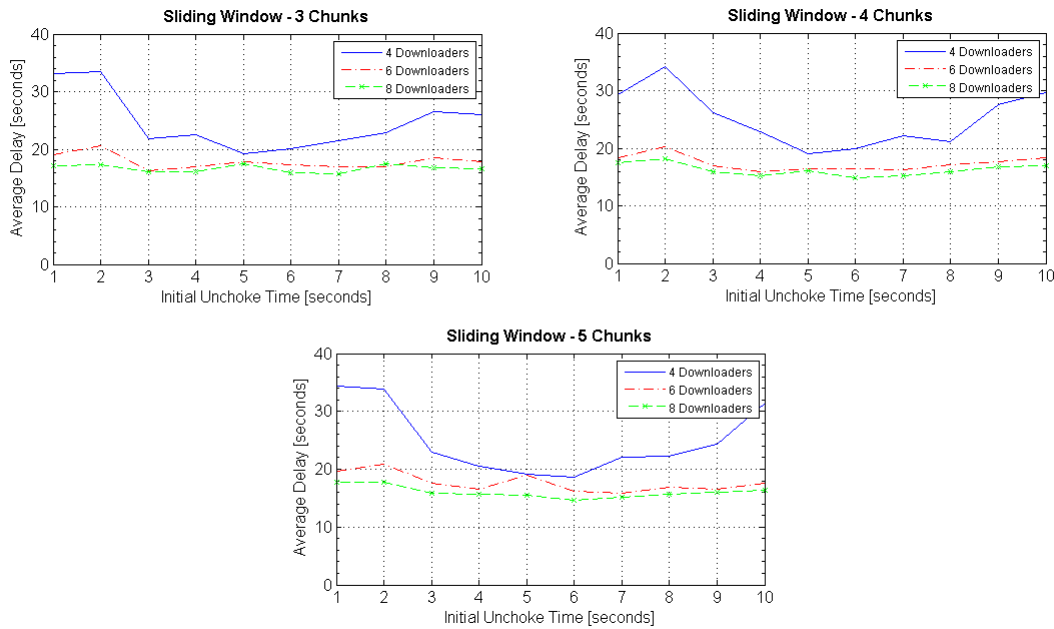 Sliding Window - 3 Chunks
Average Delay [seconds]
40
30
20
10
0
4 Downloaders
6 Downloaders
8 Downloaders
1 2 3 4 5 6 7 8 9 10
Initial Unchoke Time [seconds]
Sliding Window - 4 Chunks
Average Delay [seconds]
40
30
20
10
0
4 Downloaders
6 Downloaders
8 Downloaders
1 2 3 4 5 6 7 8 9 10
Initial Unchoke Time [seconds]
Sliding Window - 5 Chunks
Average Delay [seconds]
40
30
20
10
0
4 Downloaders
6 Downloaders
8 Downloaders
1 2 3 4 5 6 7 8 9 10
Initial Unchoke Time [seconds]